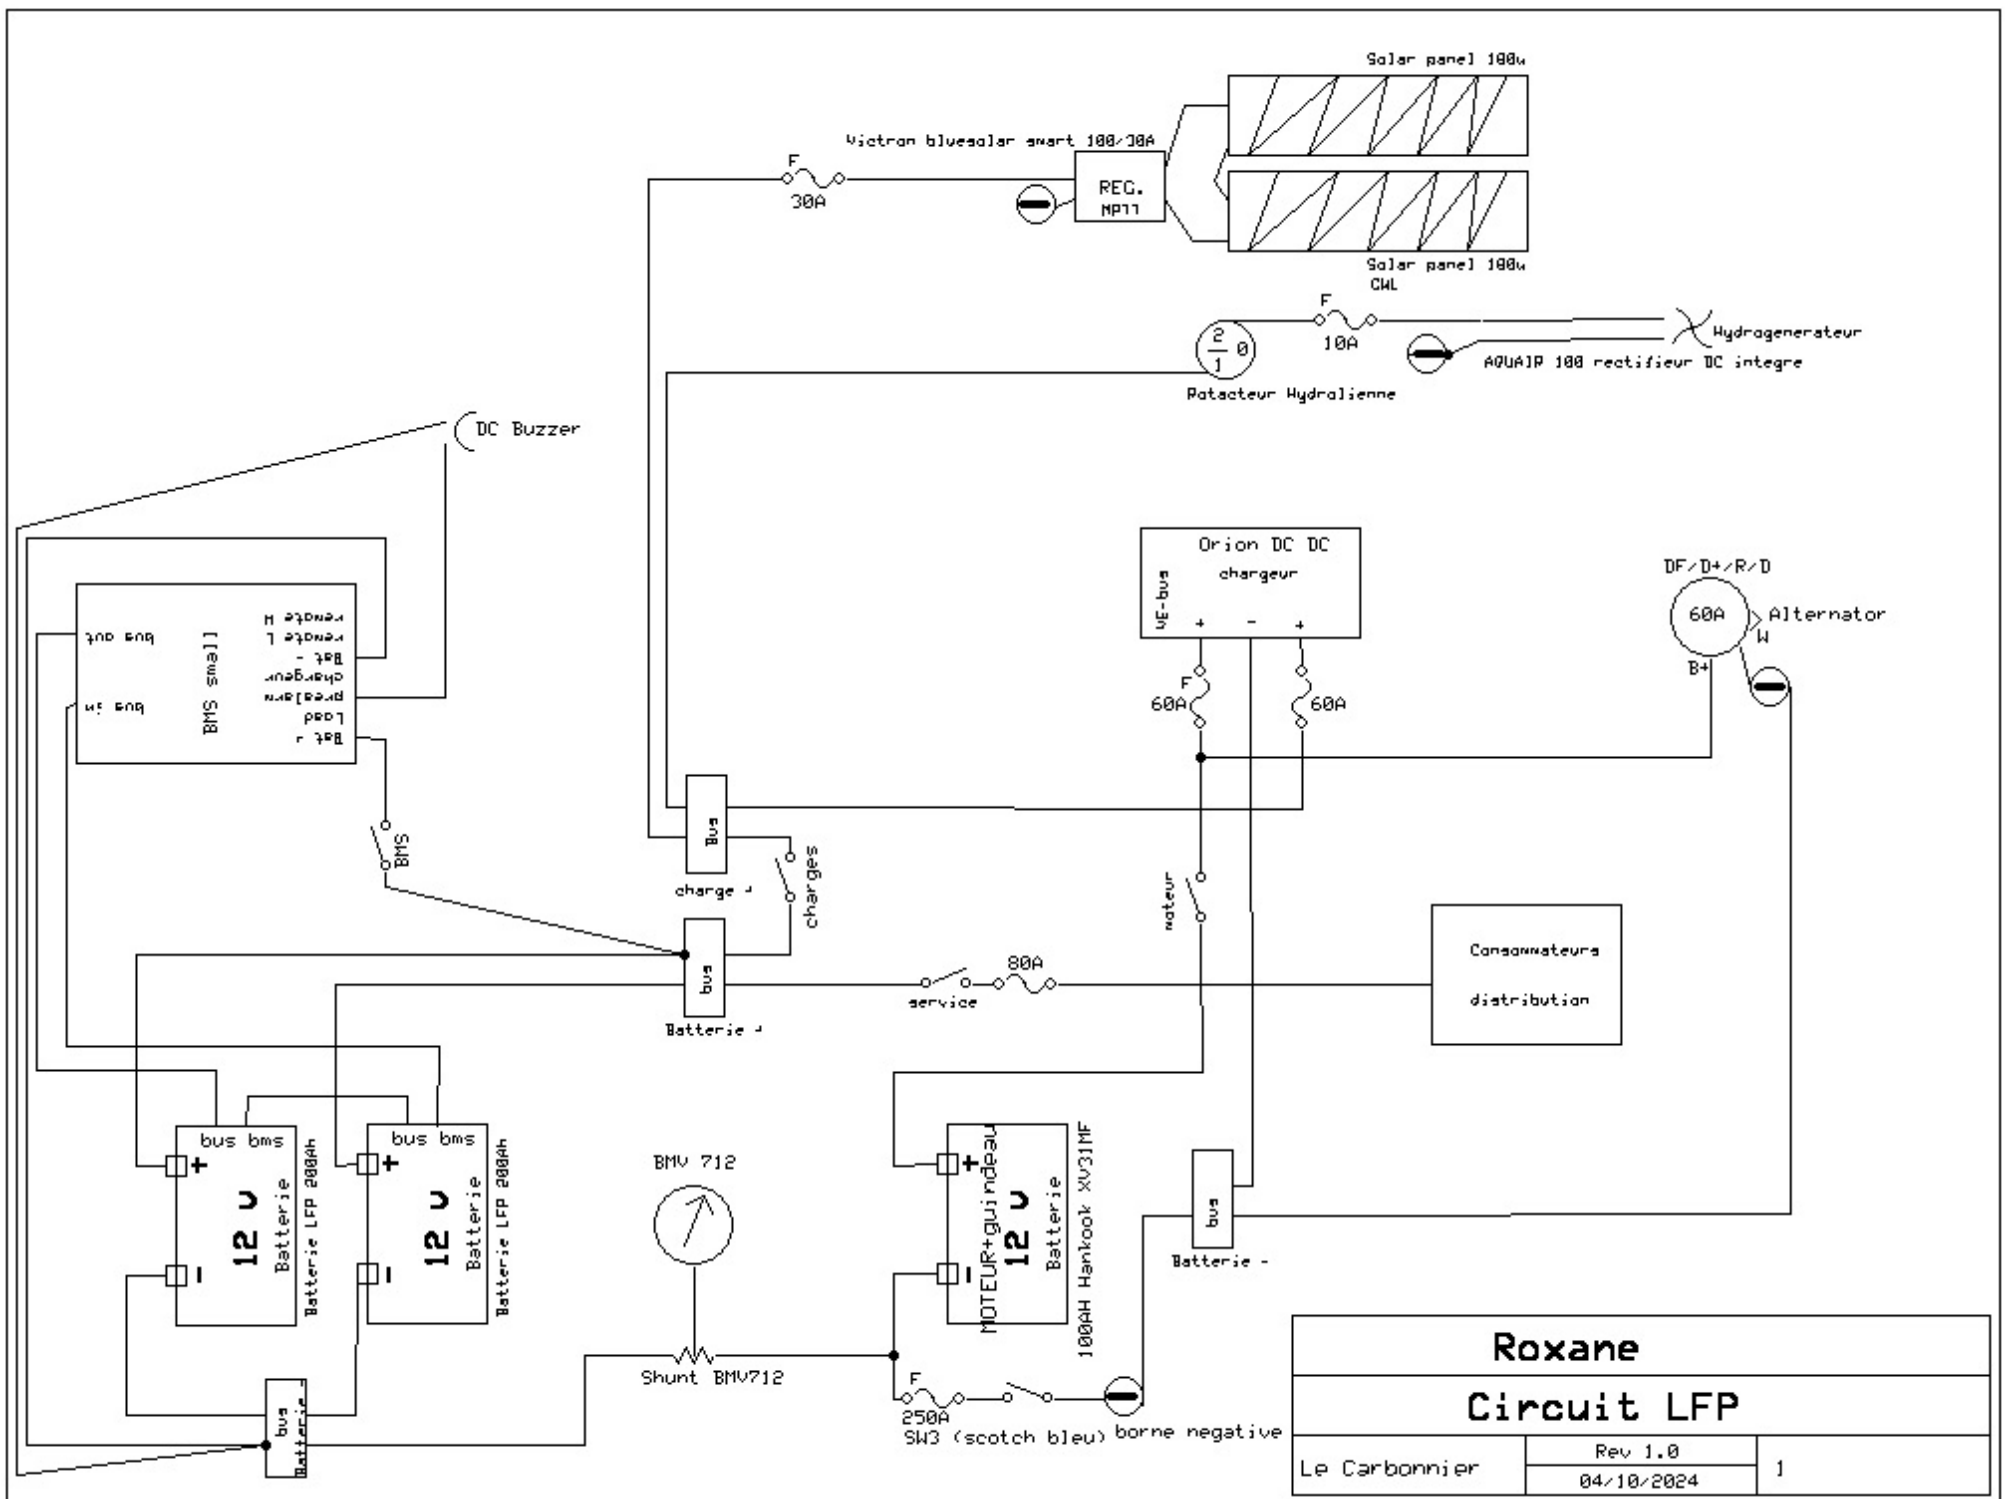 Solar panel 100w
Victron bluesolar smart 100/30A
F
30A
REG.
MPTT
Solar panel 100w
CWL
F
10A
2
1
0
Hydrogenerateur
AQUAIR 100 rectifieur DC integre
Rotacteur Hydrolienne
DC Buzzer
Orion DC DC
chargeur
VE-bus
+
-
+
F
60A
60A
DF/D+/R/D
60A
Alternator
W
B+
remote H
remote L
Bat -
chargeur
prealarm
Load
Bat +
bus out
bus in
BMS small
BMS
Bus
charge +
charges
moteur
bus
Batterie +
service
80A
Consommateurs
distribution
bus bms
+
12 V
Batterie
-
Batterie LFP 200Ah
bus bms
+
12 V
Batterie
-
Batterie LFP 200Ah
BMV 712
Shunt BMV712
MOTEUR+guindeau
+
12 V
Batterie
-
100AH Hankook XV31MF
bus
Batterie -
bus
Batterie -
F
250A
SW3 (scotch bleu)
borne negative
Roxane
Circuit LFP
Le Carbonnier
Rev 1.0
04/10/2024
1